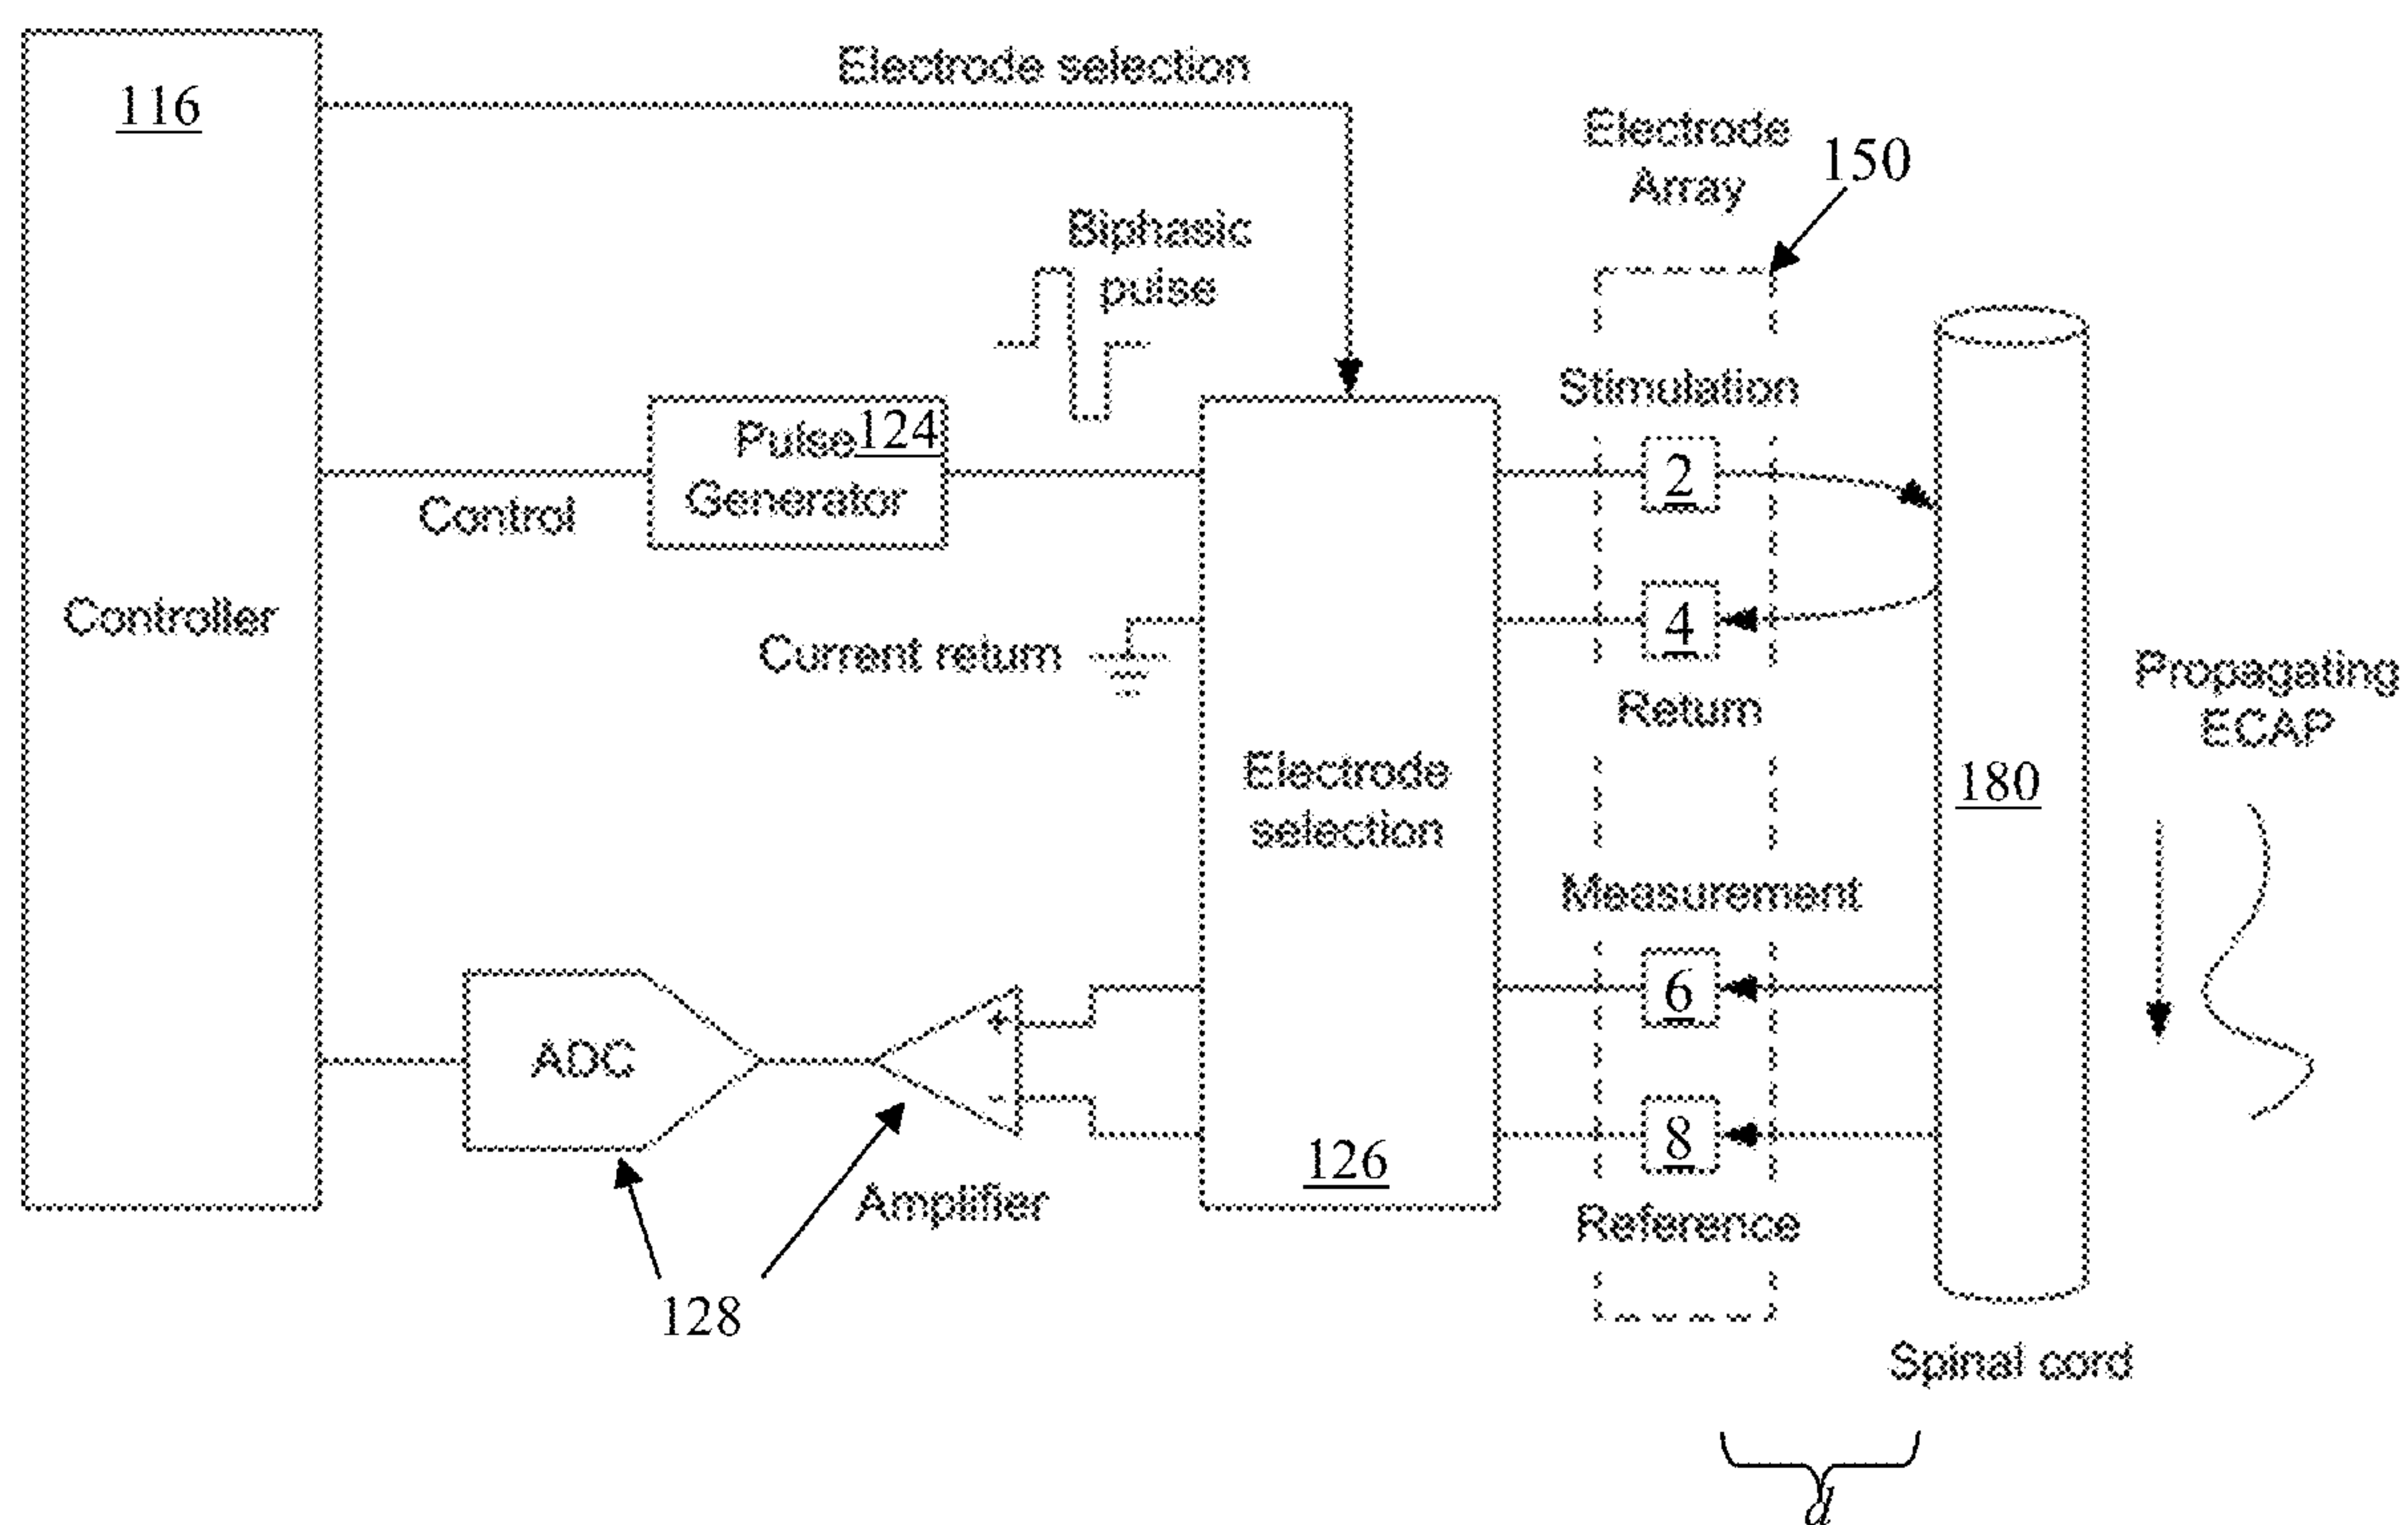 116
Electrode selection
Electrode
Array
150
Biphasic
pulse
Stimulation
Pulse 124
Generator
Control
2
4
Controller
Current return
Return
Propagating
ECAP
Electrode
selection
180
Measurement
6
ADC
+
-
8
126
Amplifier
Reference
128
Spinal cord
d